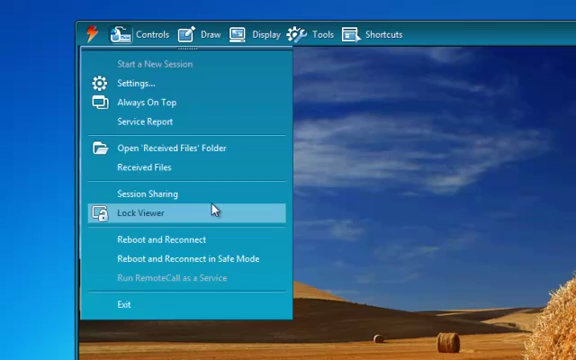 Controls Draw Display Tools Shortcuts
Start a New Session
Settings...
Always On Top
Service Report
Open 'Received Files' Folder
Received Files
Session Sharing
Lock Viewer
Reboot and Reconnect
Reboot and Reconnect in Safe Mode
Run RemoteCall as a Service
Exit